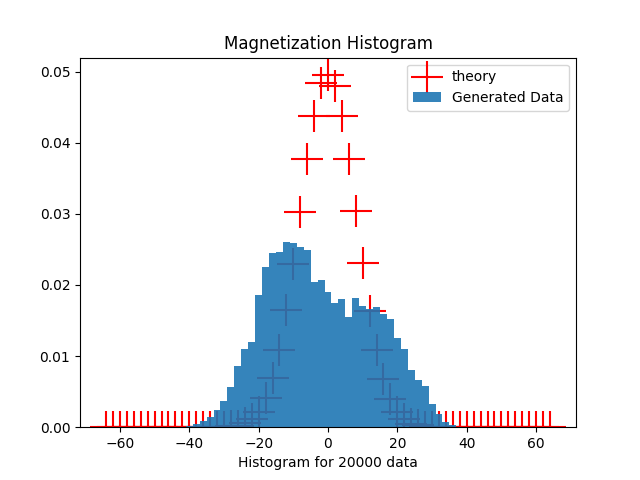 Magnetization Histogram
theory
Generated Data
0.05
0.04
0.03
0.02
0.01
0.00
−60 −40 −20 0 20 40 60
Histogram for 20000 data